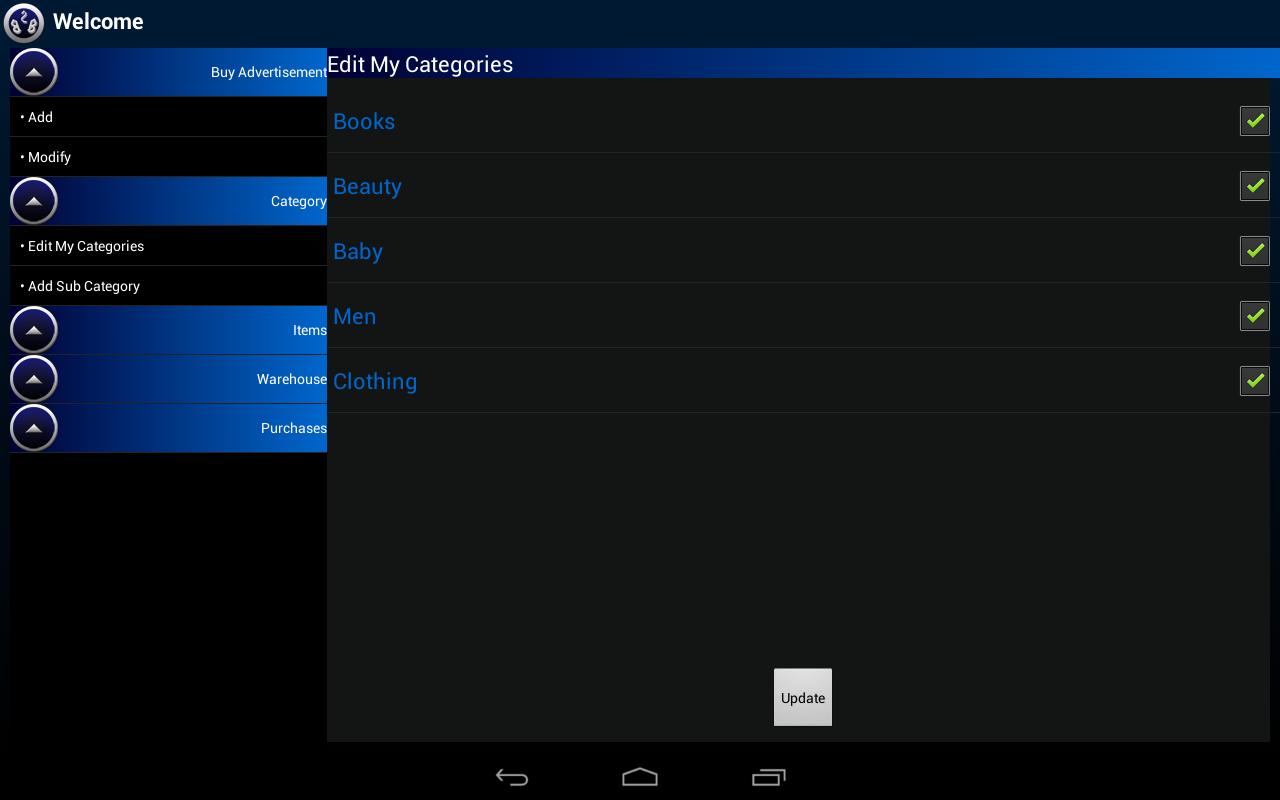 Welcome
Buy Advertisement
• Add
• Modify
Category
• Edit My Categories
• Add Sub Category
Items
Warehouse
Purchases
Edit My Categories
Books
Beauty
Baby
Men
Clothing
Update